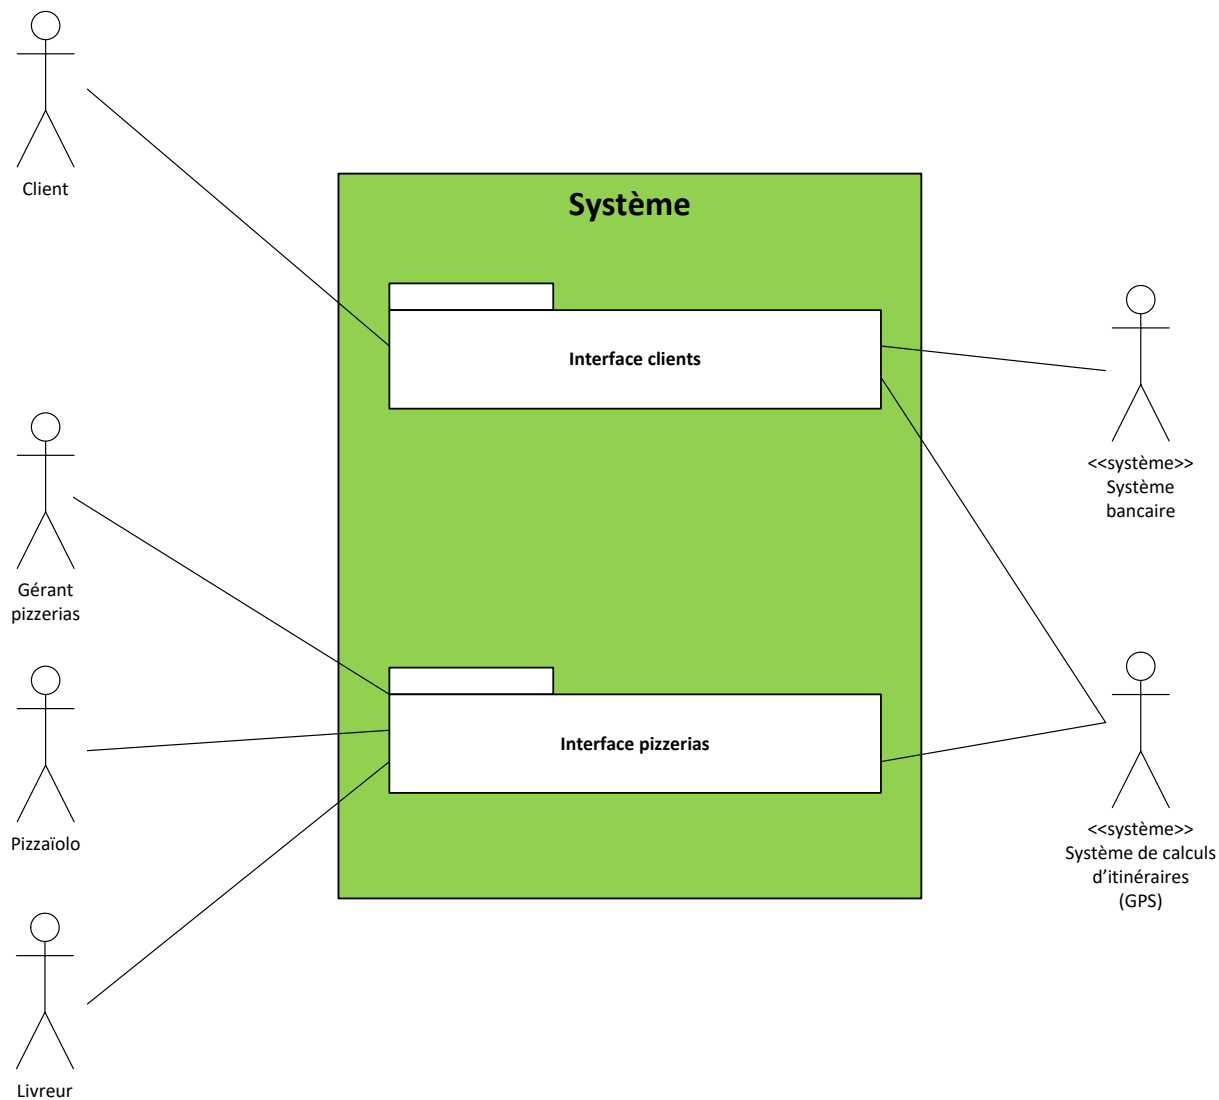 Client
Système
Interface clients
<<système>>
Système
bancaire
Gérant
pizzerias
Interface pizzerias
Pizzaïolo
<<système>>
Système de calculs
d'itinéraires
(GPS)
Livreur